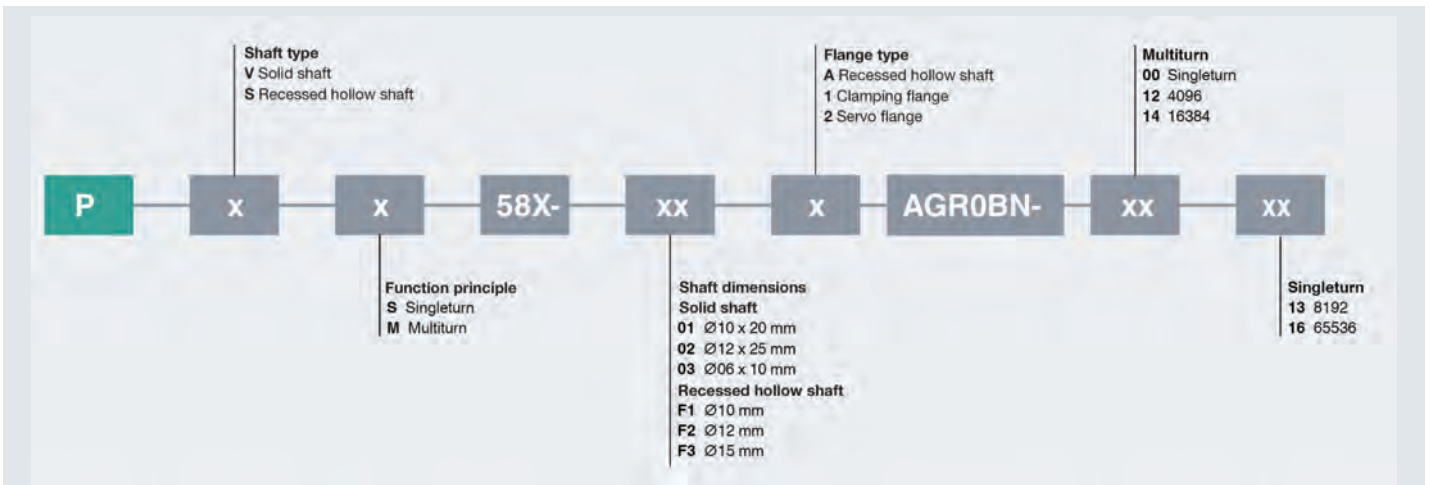 Shaft type
V Solid shaft
S Recessed hollow shaft
Flange type
A Recessed hollow shaft
1 Clamping flange
2 Servo flange
Multiturn
00 Singleturn
12 4096
14 16384
P x x 58X- xx x AGR0BN- xx xx
Function principle
S Singleturn
M Multiturn
Shaft dimensions
Solid shaft
01 Ø10 x 20 mm
02 Ø12 x 25 mm
03 Ø06 x 10 mm
Recessed hollow shaft
F1 Ø10 mm
F2 Ø12 mm
F3 Ø15 mm
Singleturn
13 8192
16 65536